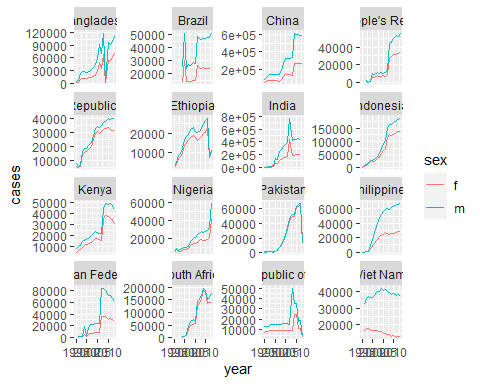 anglades
Brazil
China
ople's Re
120000
90000
60000
30000
0
50000
40000
30000
20000
6e+05
4e+05
2e+05
40000
20000
0
Republic
Ethiopia
India
ndonesia
40000
30000
20000
10000
20000
10000
8e+05
6e+05
4e+05
2e+05
0e+00
150000
100000
50000
0
cases
sex
f
m
Kenya
Nigeria
Pakistan
hilippine
50000
40000
30000
20000
10000
40000
20000
0
60000
40000
20000
0
60000
40000
20000
0
an Fede
outh Afric
public of
Viet Nam
80000
60000
40000
20000
0
200000
150000
100000
50000
0
50000
40000
30000
20000
10000
40000
30000
20000
year